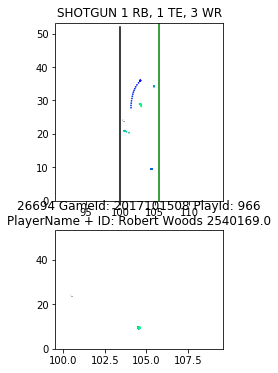 SHOTGUN 1 RB, 1 TE, 3 WR
50
40
30
20
10
0
95 100 105 110
26694 GameId: 2017101508 PlayId: 966
PlayerName + ID: Robert Woods 2540169.0
40
20
0
100.0 102.5 105.0 107.5